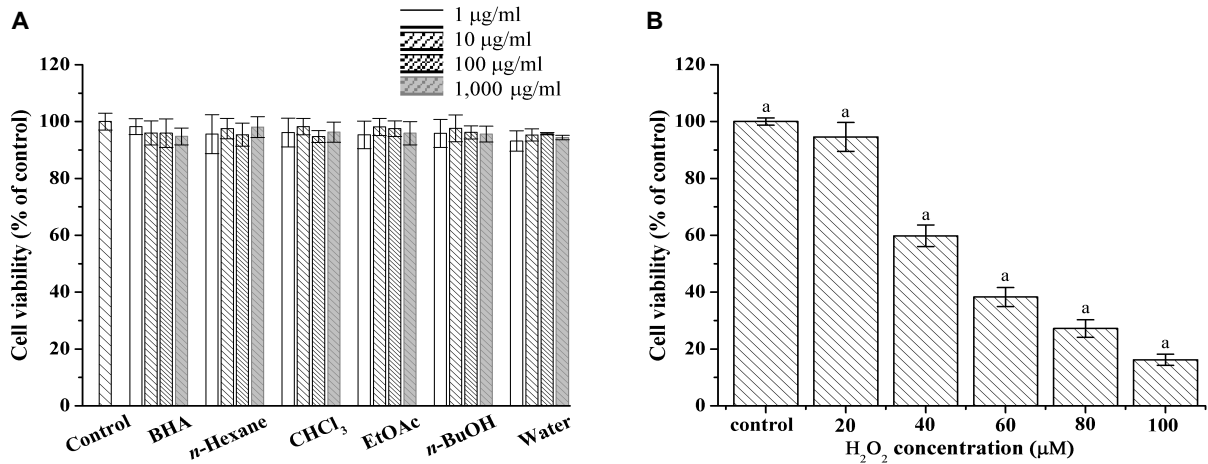 A
1 μg/ml
10 μg/ml
100 μg/ml
1,000 μg/ml
Cell viability (% of control)
120
100
80
60
40
20
0
Control
BHA
n-Hexane
CHCl₃
EtOAc
n-BuOH
Water
B
Cell viability (% of control)
120
100
80
60
40
20
0
a
a
a
a
a
a
control
20
40
60
80
100
H₂O₂ concentration (μM)